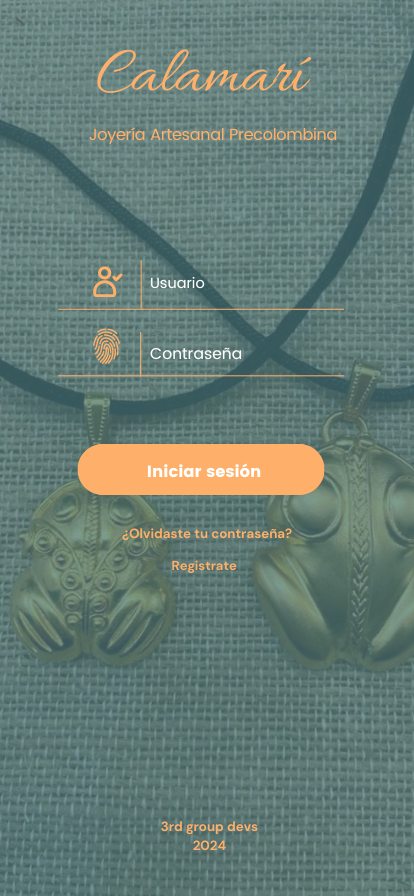 Calamarí
Joyería Artesanal Precolombina
Usuario
Contraseña
Iniciar sesión
¿Olvidaste tu contraseña?
Registrate
3rd group devs
2024